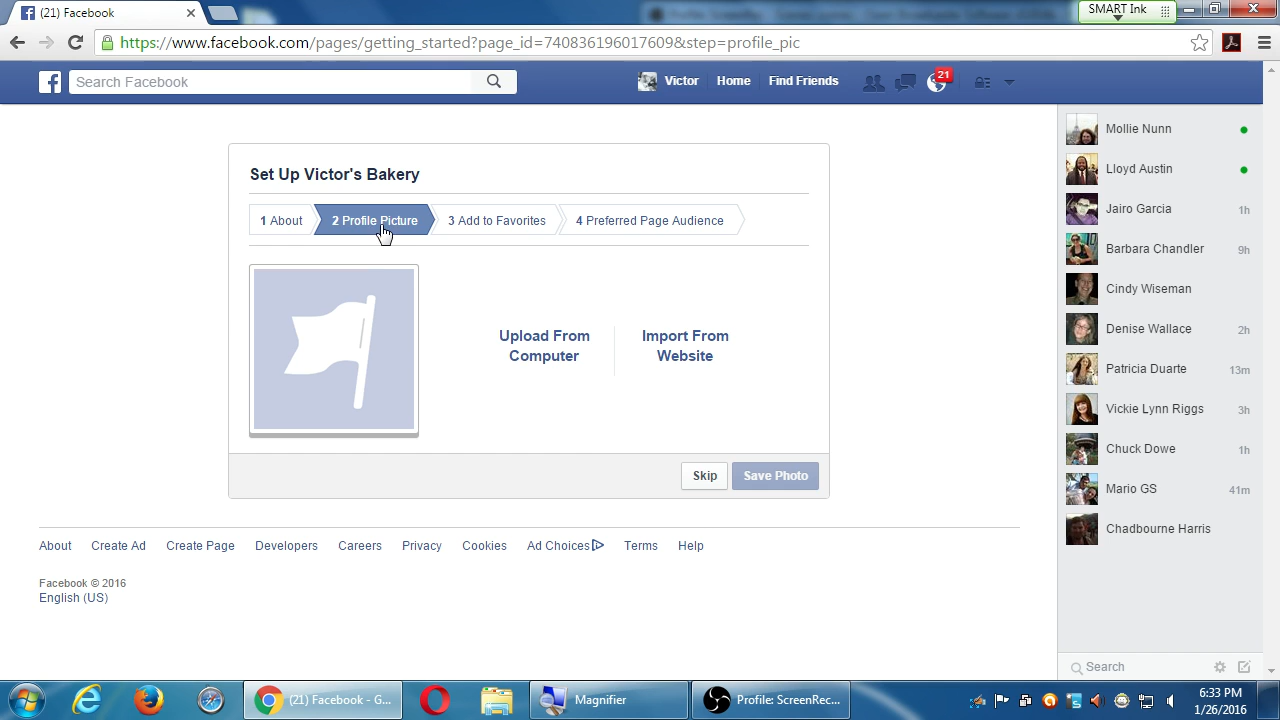 (21) Facebook
SMART Ink
https://www.facebook.com/pages/getting_started?page_id=749836196017609&step=profile_pic
Search Facebook
Victor
Home
Find Friends
21
Set Up Victor's Bakery
1 About
2 Profile Picture
3 Add to Favorites
4 Preferred Page Audience
Upload From
Computer
Import From
Website
Skip
Save Photo
About
Create Ad
Create Page
Developers
Careers
Privacy
Cookies
Ad Choices
Terms
Help
Facebook © 2016
English (US)
Mollie Nunn
Lloyd Austin
Jairo Garcia 1h
Barbara Chandler 9h
Cindy Wiseman
Denise Wallace 2h
Patricia Duarte 13m
Vickie Lynn Riggs 3h
Chuck Dowe 1h
Mario GS 41m
Chadbourne Harris
Search
(21) Facebook - G...
Magnifier
Profile: ScreenRec...
6:33 PM
1/26/2016